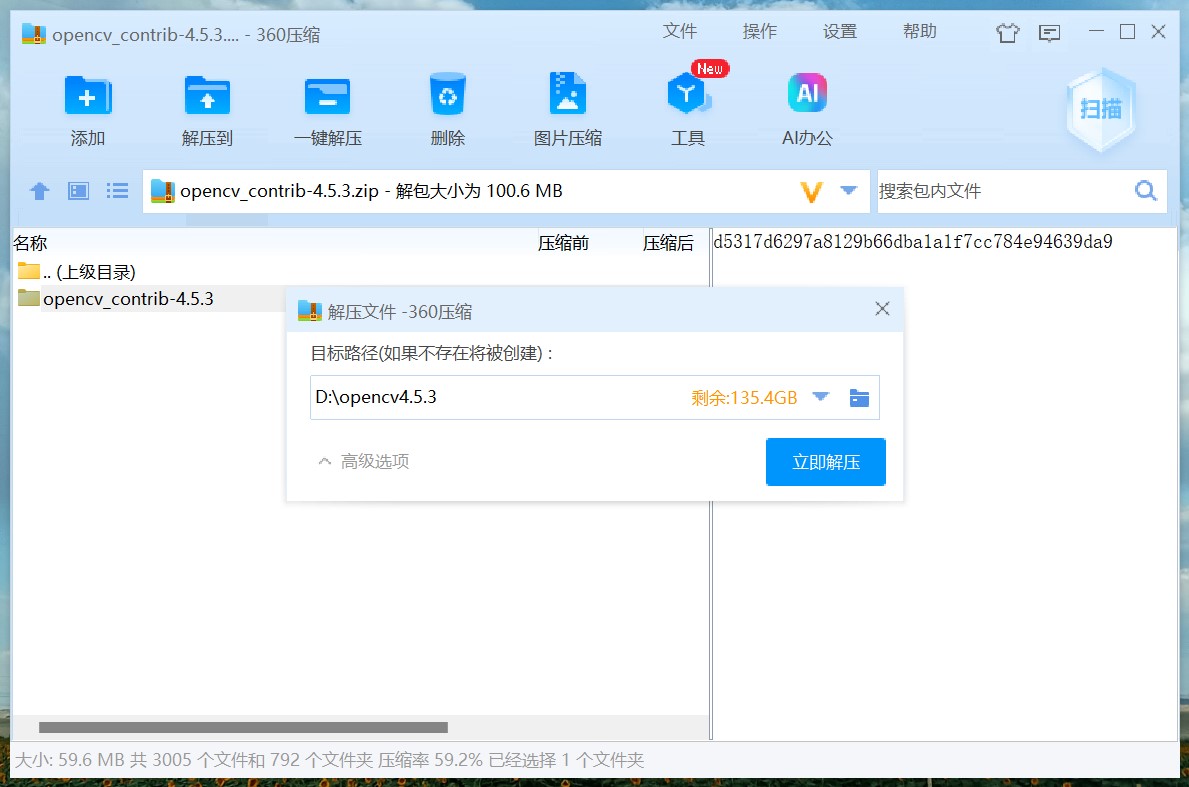 opencv_contrib-4.5.3.... - 360压缩
文件 操作 设置 帮助
New
AI
添加 解压到 一键解压 删除 图片压缩 工具 AI办公
扫描
opencv_contrib-4.5.3.zip - 解包大小为 100.6 MB
搜索包内文件
名称 压缩前 压缩后
d5317d6297a8129b66dba1a1f7cc784e94639da9
.. (上级目录)
opencv_contrib-4.5.3
解压文件 -360压缩
目标路径(如果不存在将被创建)：
D:\opencv4.5.3 剩余:135.4GB
高级选项
立即解压
大小: 59.6 MB 共 3005 个文件和 792 个文件夹 压缩率 59.2% 已经选择 1 个文件夹